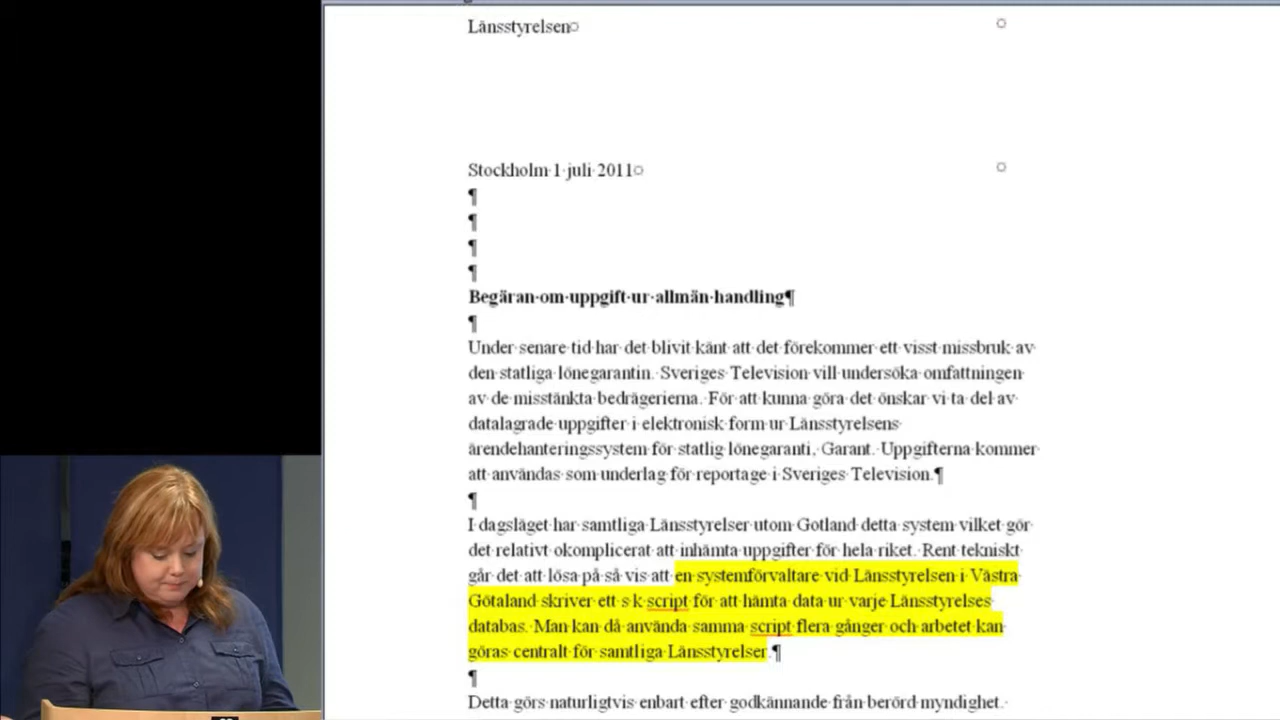 Länsstyrelsen
Stockholm 1 juli 2011
Begäran om uppgift ur allmän handling
Under senare tid har det blivit känt att det förekommer ett visst missbruk av
den statliga lönegarantin. Sveriges Television vill undersöka omfattningen
av de misstänkta bedrägerierna. För att kunna göra det önskar vi ta del av
datalagrade uppgifter i elektronisk form ur Länsstyrelsens
ärendehanteringssystem för statlig lönegaranti, Garant. Uppgifterna kommer
att användas som underlag för reportage i Sveriges Television.
I dagsläget har samtliga Länsstyrelser utom Gotland detta system vilket gör
det relativt okomplicerat att inhämta uppgifter för hela riket. Rent tekniskt
går det att lösa på så vis att en systemförvaltare vid Länsstyrelsen i Västra
Götaland skriver ett s k script för att hämta data ur varje Länsstyrelses
databas. Man kan då använda samma script flera gånger och arbetet kan
göras centralt för samtliga Länsstyrelser.
Detta görs naturligtvis enbart efter godkännande från berörd myndighet.